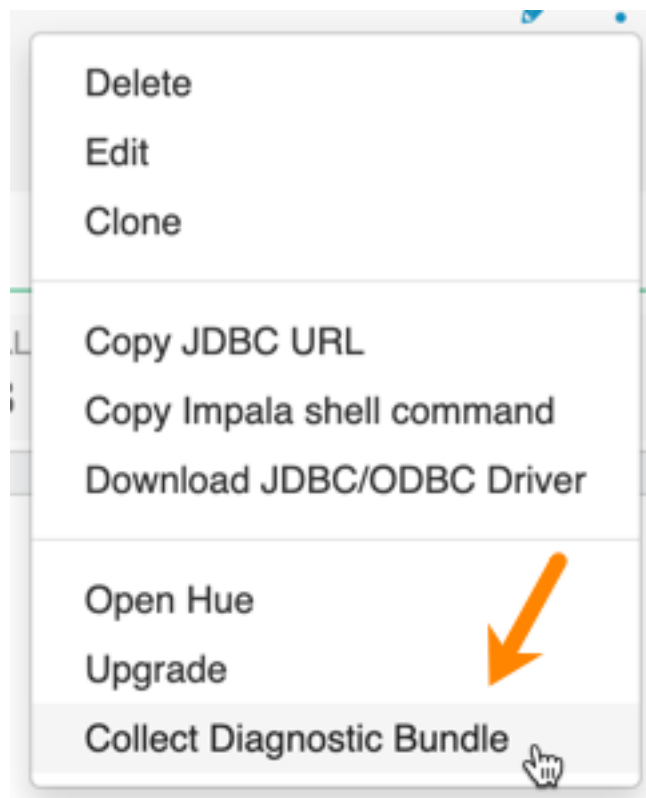 Delete
Edit
Clone
Copy JDBC URL
Copy Impala shell command
Download JDBC/ODBC Driver
Open Hue
Upgrade
Collect Diagnostic Bundle